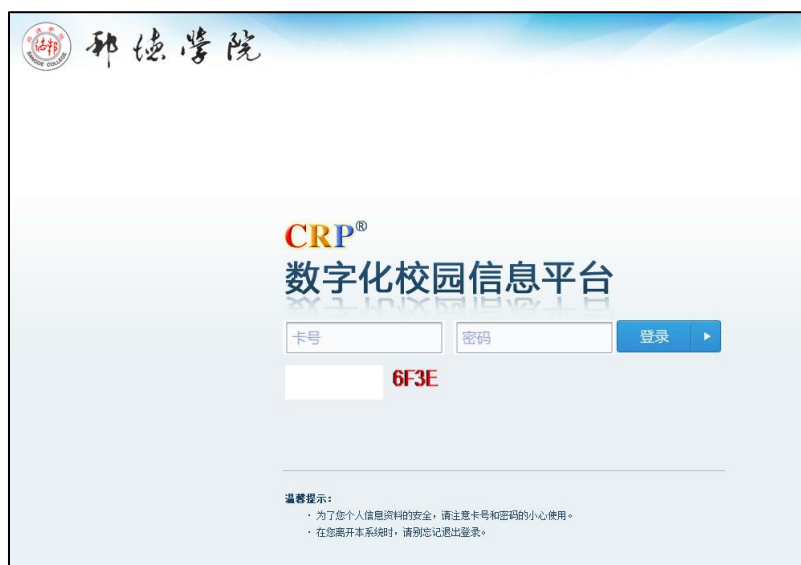 邦德学院
CRP®
数字化校园信息平台
卡号 密码 登录
6F3E
温馨提示：
· 为了您个人信息资料的安全，请注意卡号和密码的小心使用。
· 在您离开本系统时，请别忘记退出登录。